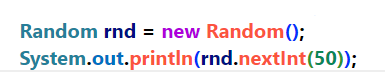 Random rnd = new Random();
System.out.println(rnd.nextInt(50));